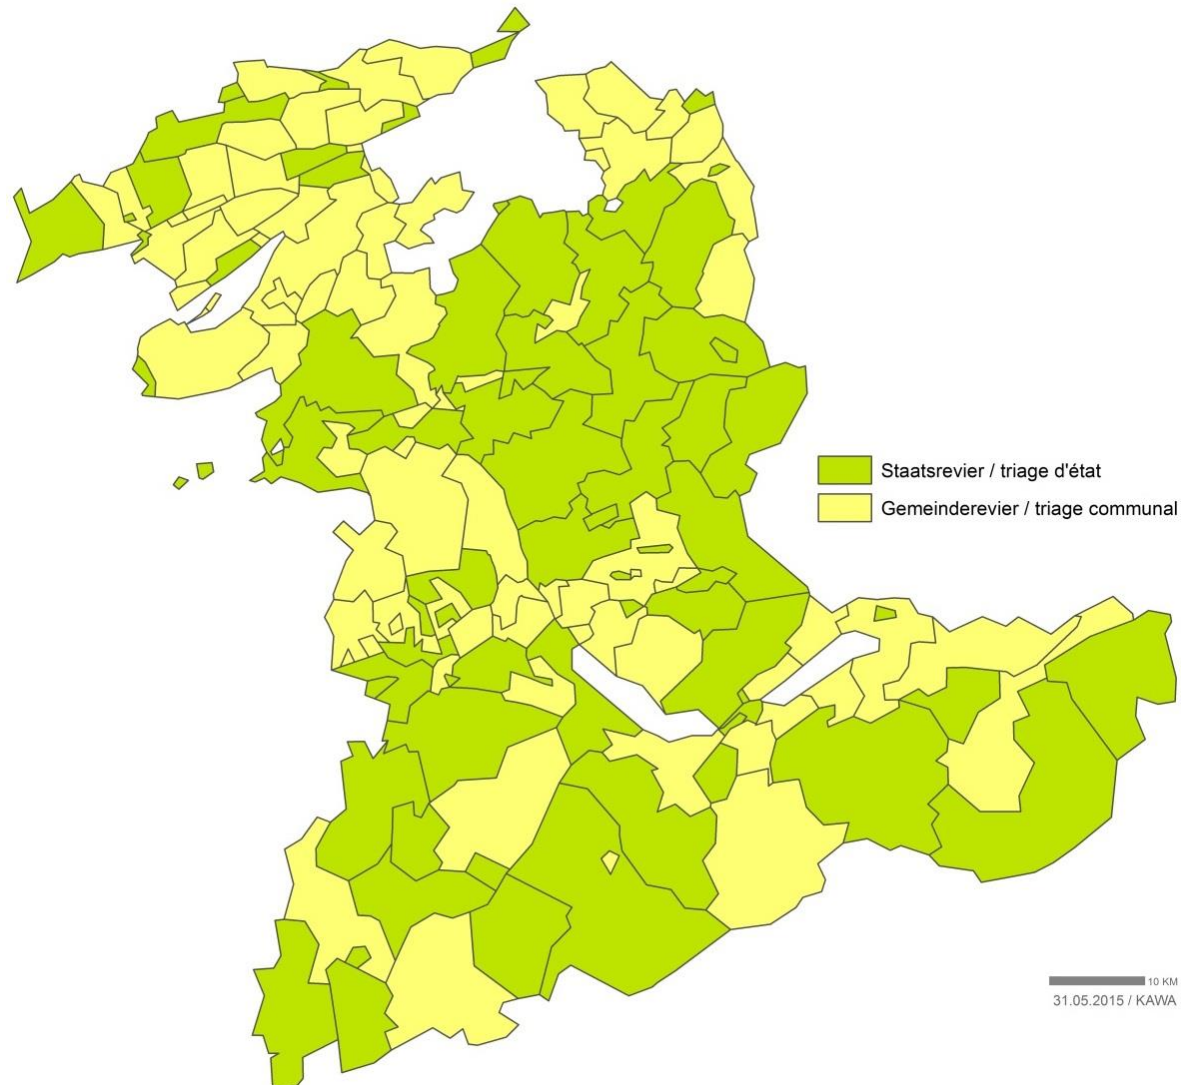 Staatsrevier / triage d'état
Gemeinderevier / triage communal
10 KM
31.05.2015 / KAWA